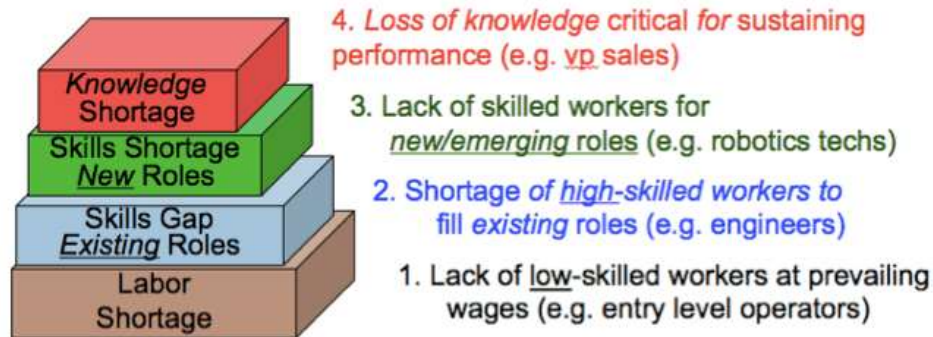 4. Loss of knowledge critical for sustaining
performance (e.g. vp sales)
Knowledge
Shortage
3. Lack of skilled workers for
new/emerging roles (e.g. robotics techs)
Skills Shortage
New Roles
2. Shortage of high-skilled workers to
fill existing roles (e.g. engineers)
Skills Gap
Existing Roles
1. Lack of low-skilled workers at prevailing
wages (e.g. entry level operators)
Labor
Shortage